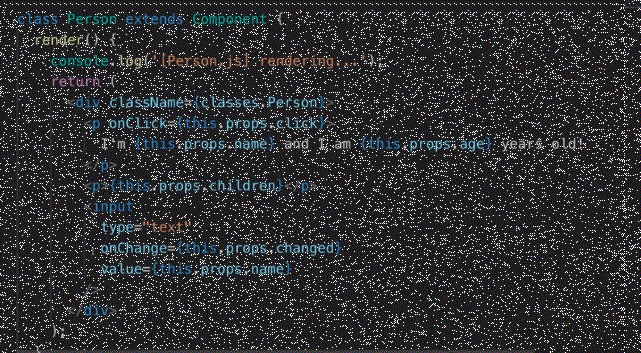 class Person extends Component {
render() {
console.log('[Person.js] rendering...');
return (
<div className={classes.Person}>
<p onClick={this.props.click}>
I'm {this.props.name} and I am {this.props.age} years old!
</p>
<p>{this.props.children}</p>
<input
type="text"
onChange={this.props.changed}
value={this.props.name}
/>
</div>
);
}